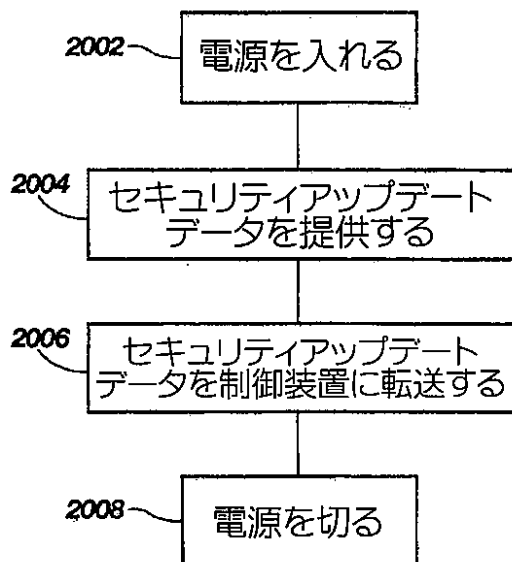 2002
電源を入れる
2004
セキュリティアップデート
データを提供する
2006
セキュリティアップデート
データを制御装置に転送する
2008
電源を切る